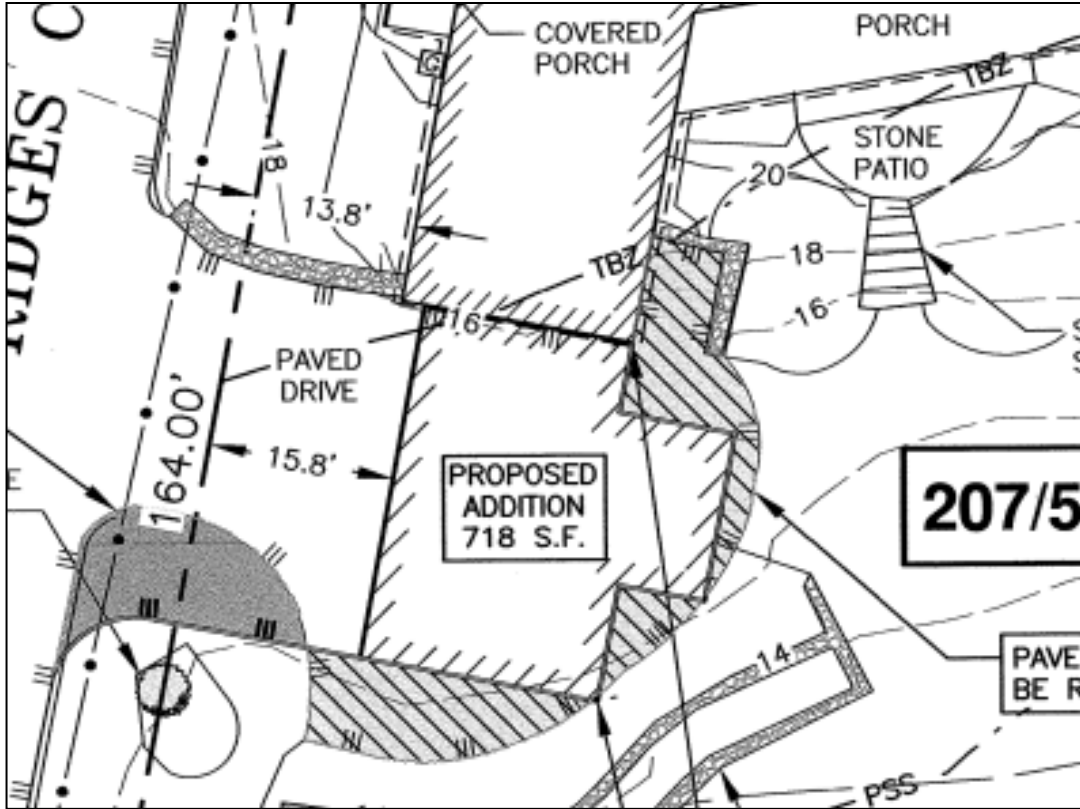 COVERED
PORCH
PORCH
G
TBZ
STONE
PATIO
20
18
13.8'
TBZ
18
16
16
PAVED
DRIVE
164.00'
15.8'
PROPOSED
ADDITION
718 S.F.
207/5
14
PAVE
BE R
PSS